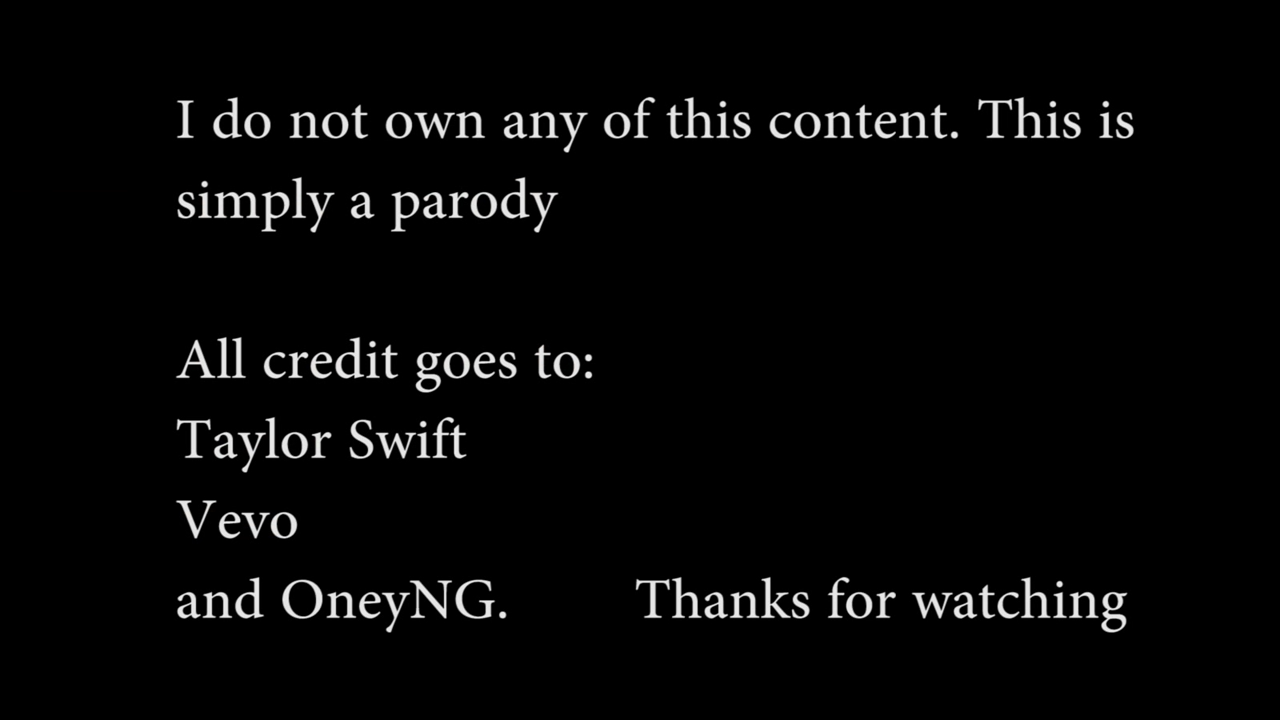 I do not own any of this content. This is
simply a parody
All credit goes to:
Taylor Swift
Vevo
and OneyNG. Thanks for watching